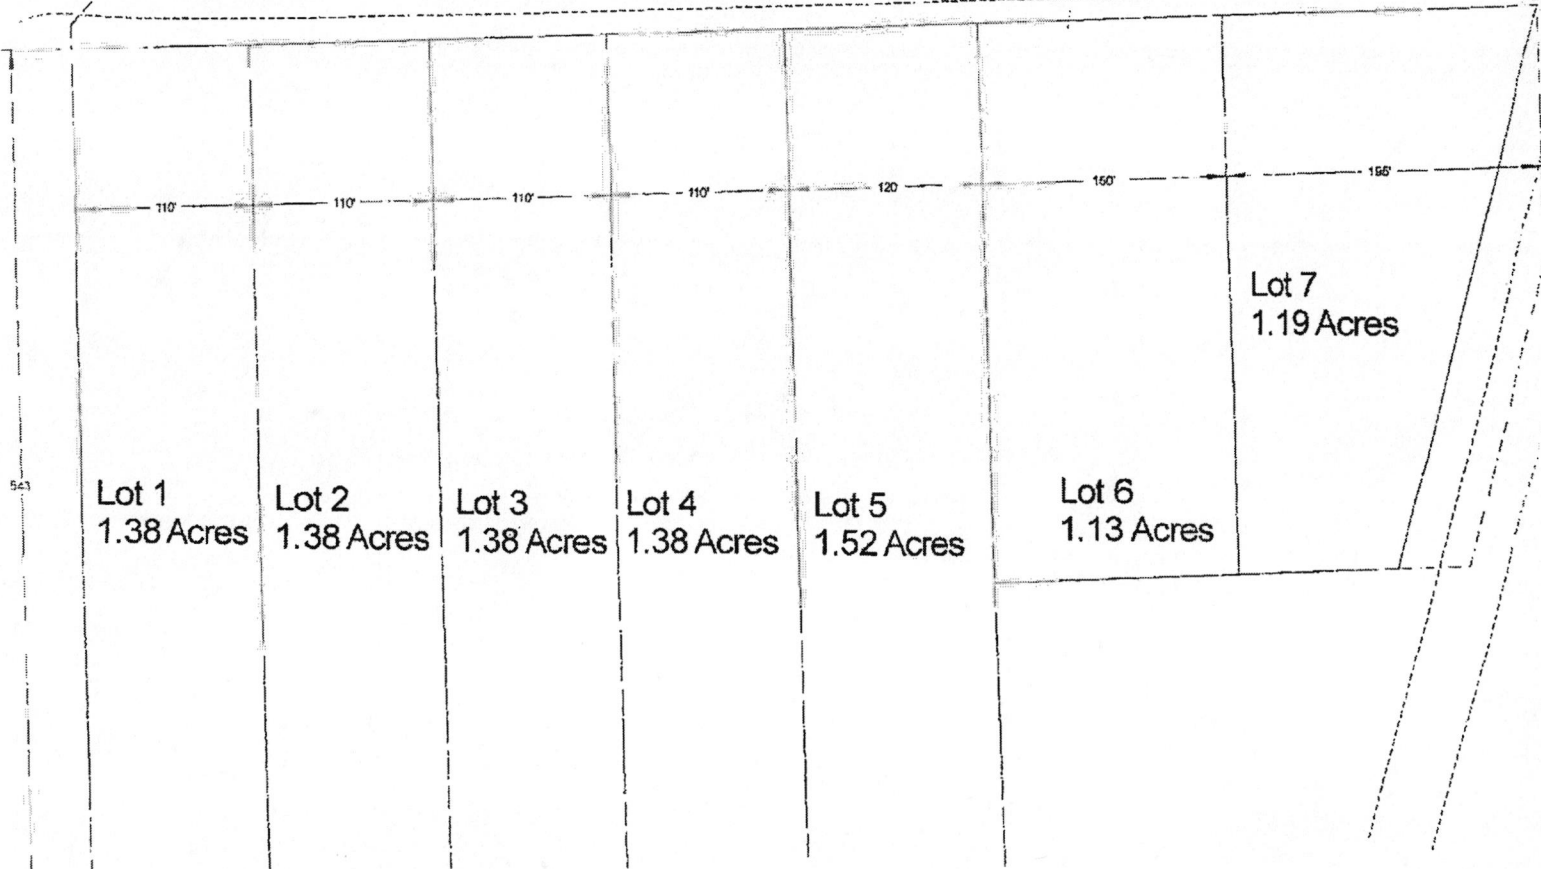 110' 110' 110' 110' 120 150' 195'
Lot 7
1.19 Acres
543
Lot 1
1.38 Acres
Lot 2
1.38 Acres
Lot 3
1.38 Acres
Lot 4
1.38 Acres
Lot 5
1.52 Acres
Lot 6
1.13 Acres